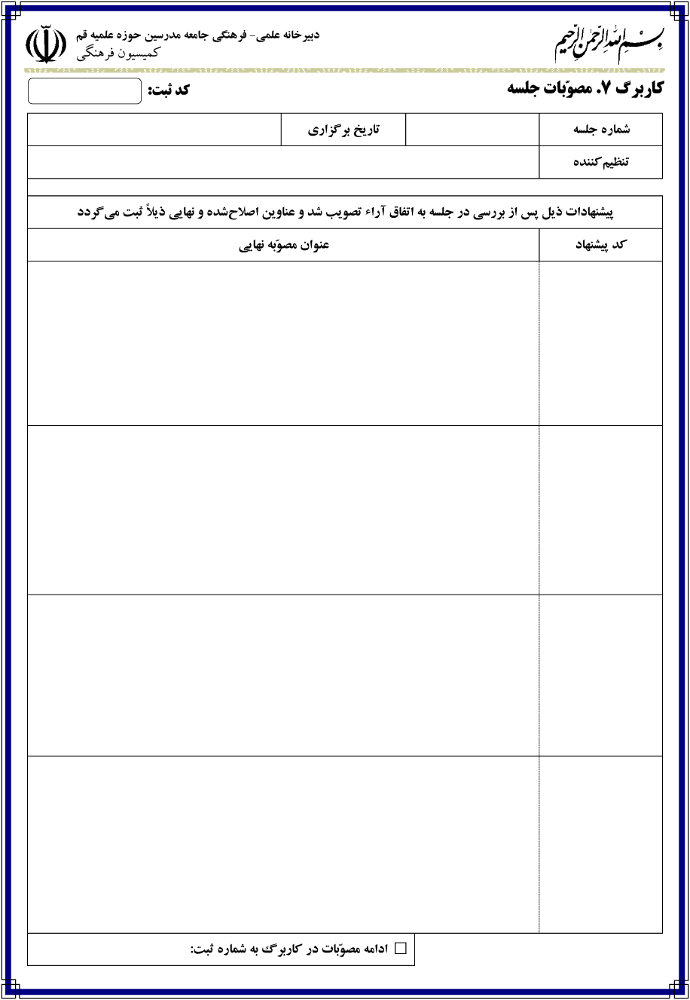 بسم الله الرحمن الرحیم
دبیرخانه علمی- فرهنگی جامعه مدرسین حوزه علمیه قم
کمیسیون فرهنگی
کاربرگ ۷. مصوّبات جلسه
کد ثبت:
شماره جلسه تاریخ برگزاری
تنظیم‌کننده
پیشنهادات ذیل پس از بررسی در جلسه به اتفاق آراء تصویب شد و عناوین اصلاح‌شده و نهایی ذیلاً ثبت می‌گردد
کد پیشنهاد عنوان مصوّبه نهایی
☐ ادامه مصوّبات در کاربرگ به شماره ثبت: